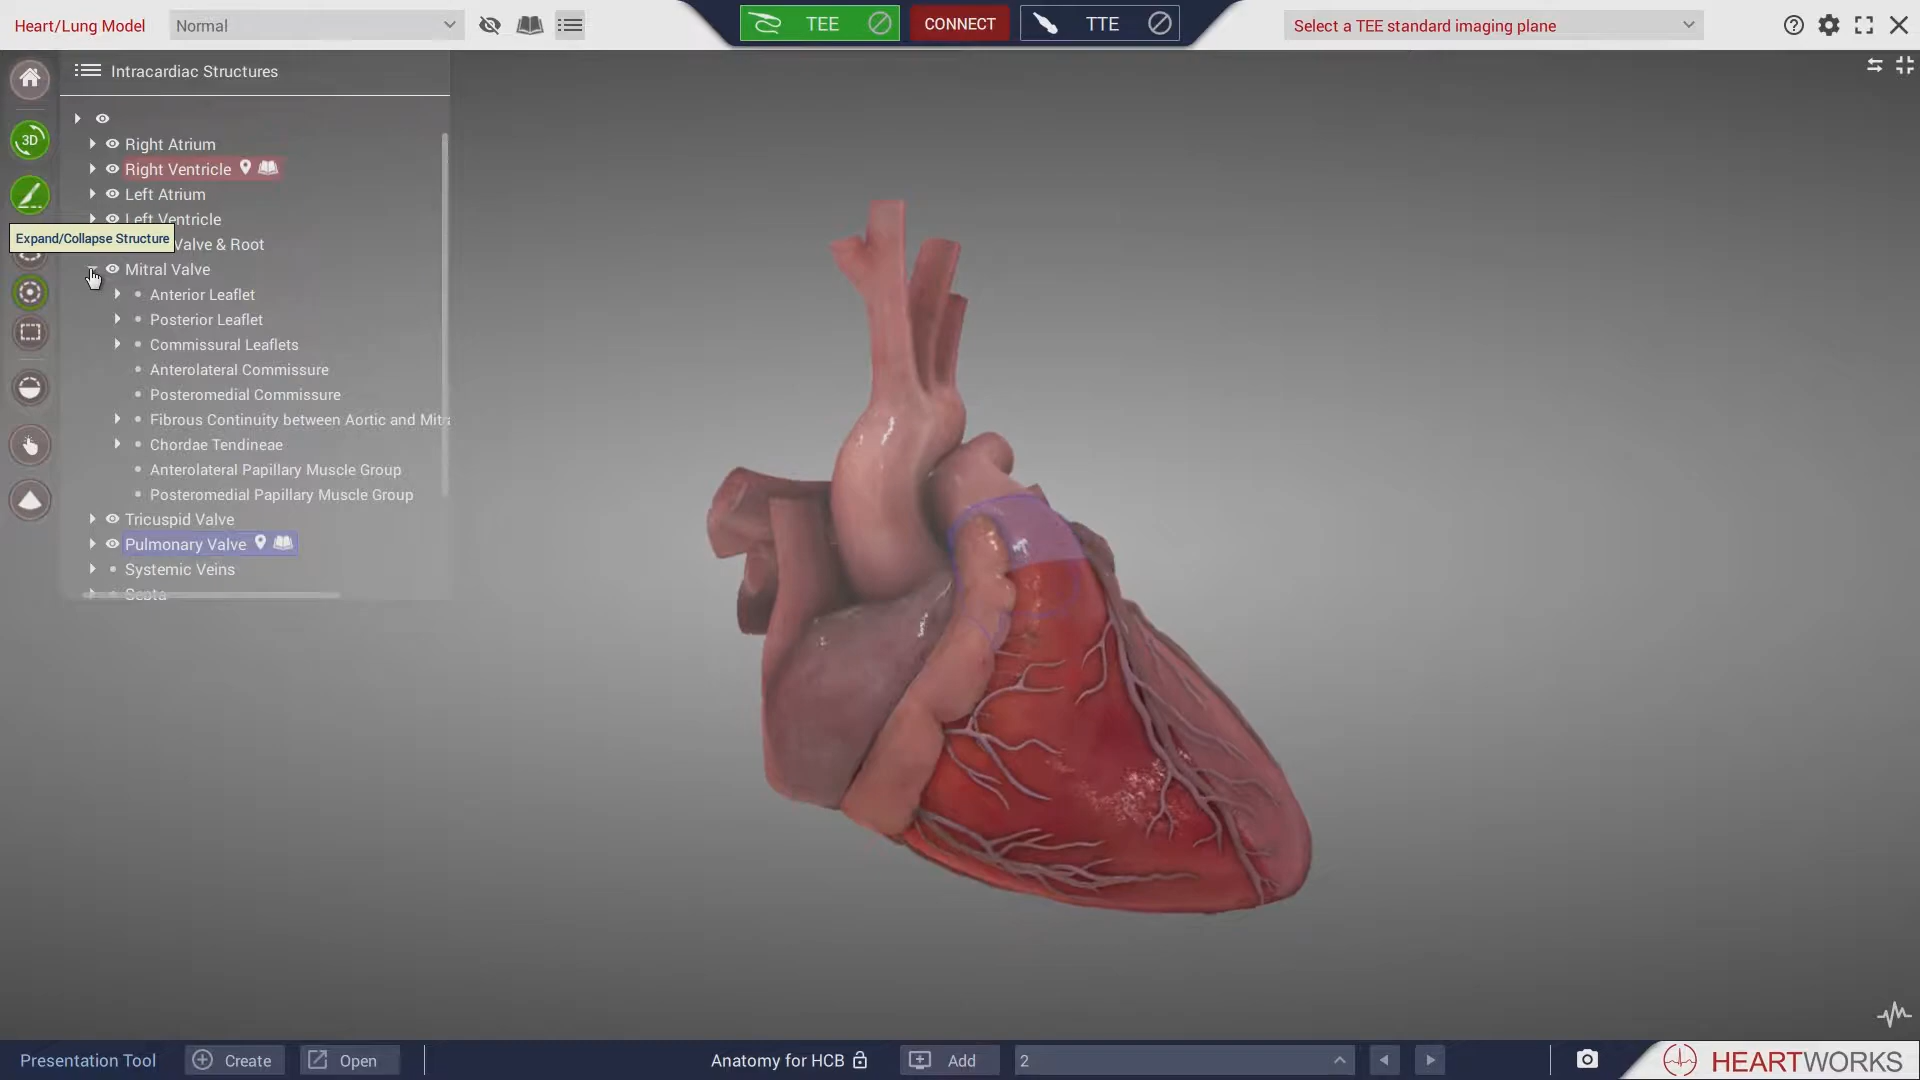 Heart/Lung Model
Normal
TEE
CONNECT
TTE
Select a TEE standard imaging plane
Intracardiac Structures
3D
Right Atrium
Right Ventricle
Left Atrium
Left Ventricle
Expand/Collapse Structure
Valve & Root
Mitral Valve
Anterior Leaflet
Posterior Leaflet
Commissural Leaflets
Anterolateral Commissure
Posteromedial Commissure
Fibrous Continuity between Aortic and Mitr
Chordae Tendineae
Anterolateral Papillary Muscle Group
Posteromedial Papillary Muscle Group
Tricuspid Valve
Pulmonary Valve
Systemic Veins
Septa
Presentation Tool
Create
Open
Anatomy for HCB
Add
2
HEARTWORKS